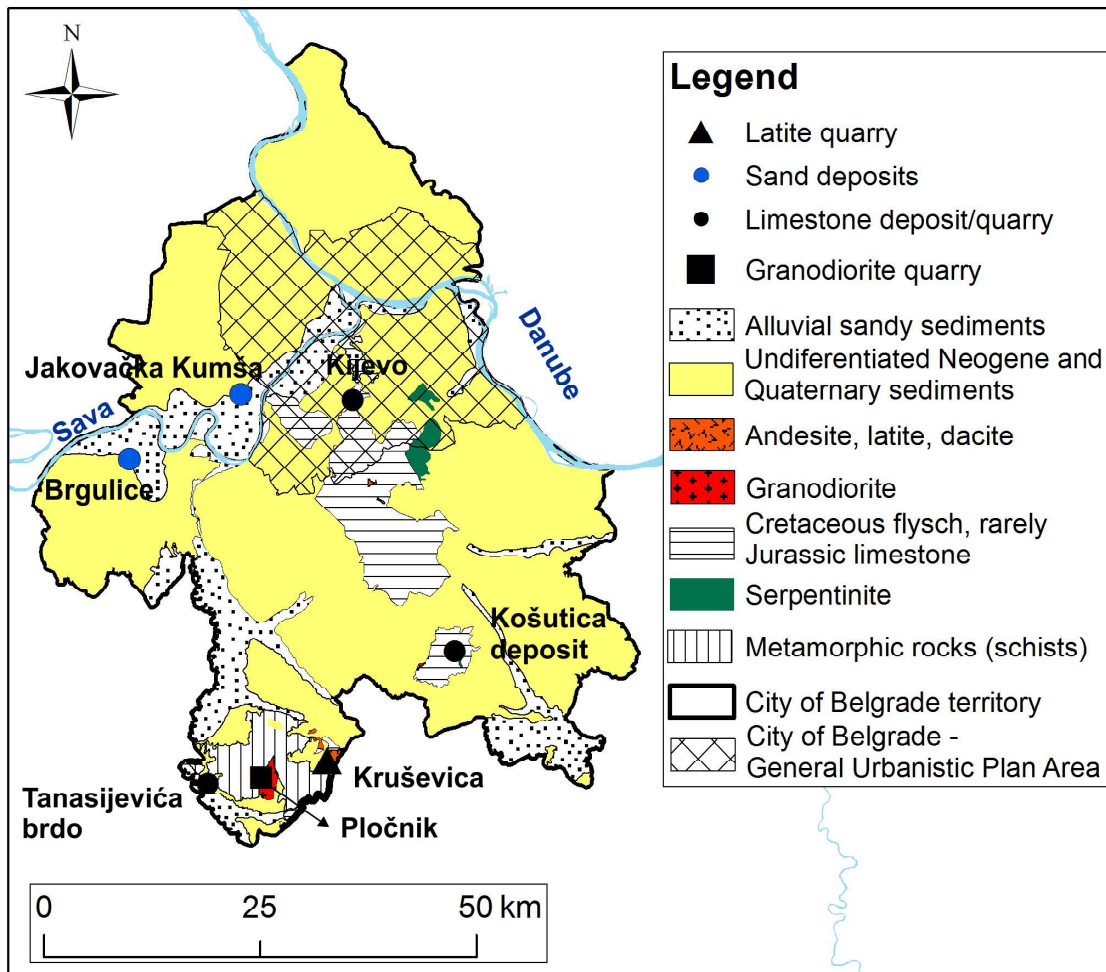 N
Legend
Latite quarry
Sand deposits
Limestone deposit/quarry
Granodiorite quarry
Alluvial sandy sediments
Undiferentiated Neogene and
Quaternary sediments
Andesite, latite, dacite
Granodiorite
Cretaceous flysch, rarely
Jurassic limestone
Serpentinite
Metamorphic rocks (schists)
City of Belgrade territory
City of Belgrade -
General Urbanistic Plan Area
Danube
Jakovačka Kumša
Kijevo
Sava
Brgulice
Košutica
deposit
Kruševica
Tanasijevića
brdo
Pločnik
0 25 50 km